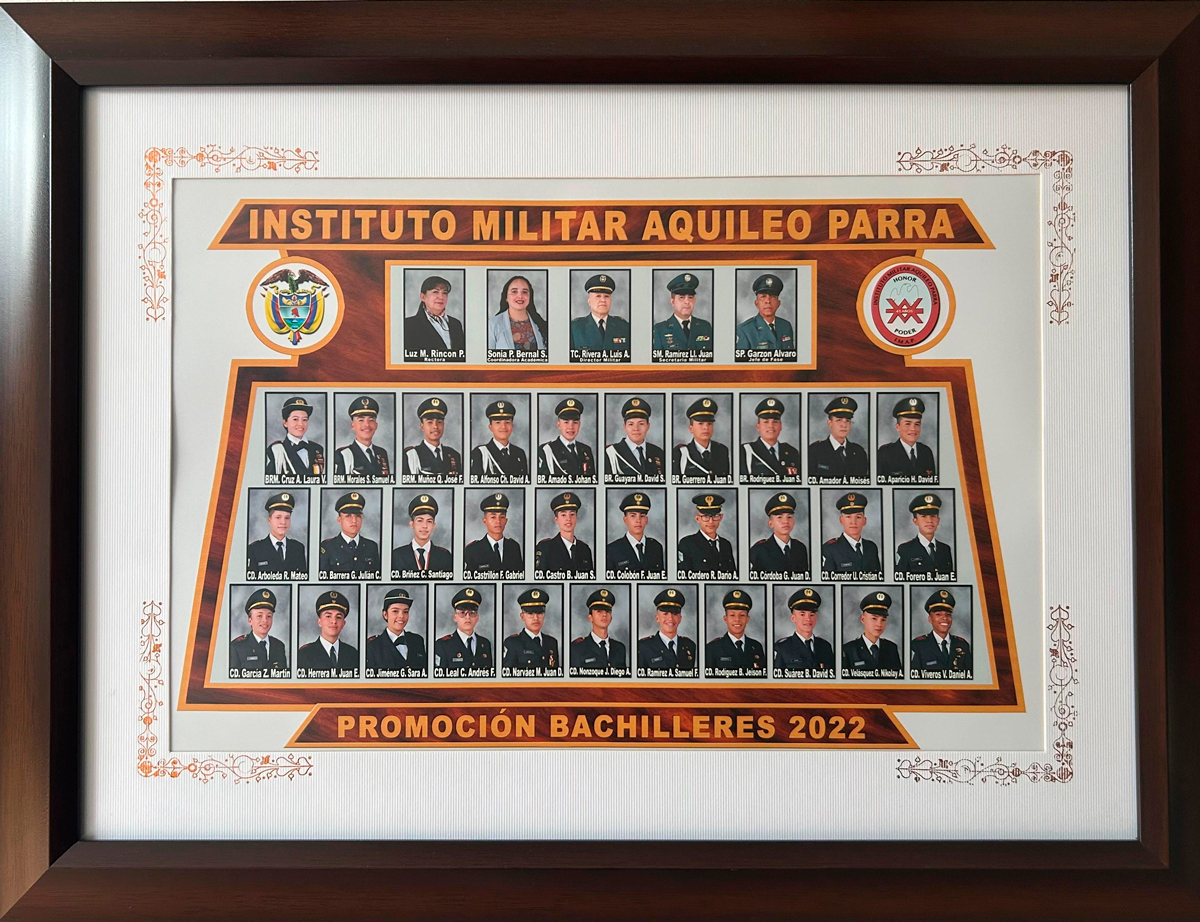 INSTITUTO MILITAR AQUILEO PARRA
INSTITUTO MILITAR AQUILEO PARRA
HONOR
PODER
I.M.A.P.
Luz M. Rincon P.
Rectora
Sonia P. Bernal S.
Coordinadora Académica
TC. Rivera A. Luis A.
Director Militar
SM. Ramirez Ll. Juan
Secretario Militar
SP. Garzon Alvaro
Jefe de Fase
BRM. Cruz A. Laura V.
BRM. Morales S. Samuel A.
BRM. Muñoz Q. José F.
BR. Alfonso Ch. David A.
BR. Amado S. Johan S.
BR. Guayara M. David S.
BR. Guerrero A. Juan D.
BR. Rodríguez B. Juan S.
CD. Amador A. Moisés
CD. Aparicio H. David F.
CD. Arboleda R. Mateo
CD. Barrera G. Julián C.
CD. Briñez C. Santiago
CD. Castrillón F. Gabriel
CD. Castro B. Juan S.
CD. Colobón F. Juan E.
CD. Cordero R. Darío A.
CD. Córdoba G. Juan D.
CD. Corredor U. Cristian C.
CD. Forero B. Juan E.
CD. García Z. Martín
CD. Herrera M. Juan E.
CD. Jiménez G. Sara A.
CD. Leal C. Andrés F.
CD. Narváez M. Juan D.
CD. Nonzoque J. Diego A.
CD. Ramirez A. Samuel F.
CD. Rodiguez B. Jeison F.
CD. Suárez B. David S.
CD. Velásquez G. Nikolay A.
CD. Viveros V. Daniel A.
PROMOCIÓN BACHILLERES 2022